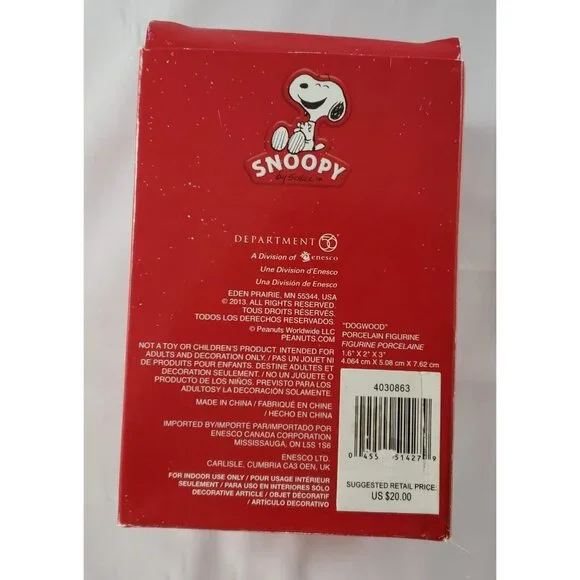 SNOOPY
by Schulz
DEPARTMENT 56
A Division of enesco
Une Division d'Enesco
Una División de Enesco
EDEN PRAIRIE, MN 55344, USA
© 2013. ALL RIGHTS RESERVED.
TOUS DROITS RÉSERVÉS.
TODOS LOS DERECHOS RESERVADOS.
©Peanuts Worldwide LLC
PEANUTS.COM
NOT A TOY OR CHILDREN'S PRODUCT. INTENDED FOR
ADULTS AND DECORATION ONLY. / PAS UN JOUET NI
DE PRODUITS POUR ENFANTS. DESTINE ADULTES ET
DECORATION SEULEMENT. / NO UN JUGUETE O
PRODUCTO DE LOS NIÑOS. PREVISTO PARA LOS
ADULTOSY LA DECORACIÓN SOLAMENTE.
MADE IN CHINA / FABRIQUÉ EN CHINE
/ HECHO EN CHINA
IMPORTED BY/IMPORTÉ PAR/IMPORTADO POR
ENESCO CANADA CORPORATION
MISSISSAUGA, ON L5S 1S6
ENESCO LTD.
CARLISLE, CUMBRIA CA3 OEN, UK
FOR INDOOR USE ONLY / POUR USAGE INTÉRIEUR
SEULEMENT / PARA USO EN INTERIORES SÓLO
DECORATIVE ARTICLE / OBJET DÉCORATIF
/ ARTÍCULO DECORATIVO
"DOGWOOD"
PORCELAIN FIGURINE
FIGURINE PORCELAINE
1.6" X 2" X 3"
4.064 cm X 5.08 cm X 7.62 cm
4030863
0 455 51427 9
SUGGESTED RETAIL PRICE:
US $20.00